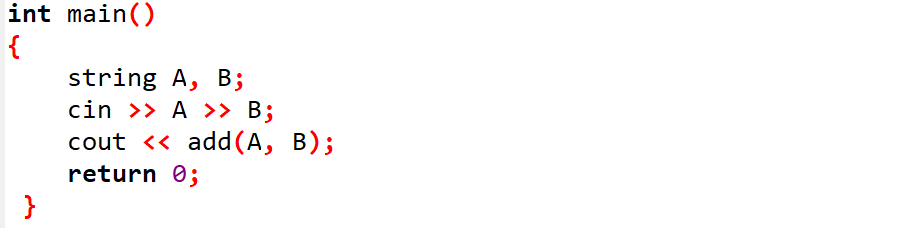 int main()
{
    string A, B;
    cin >> A >> B;
    cout << add(A, B);
    return 0;
 }